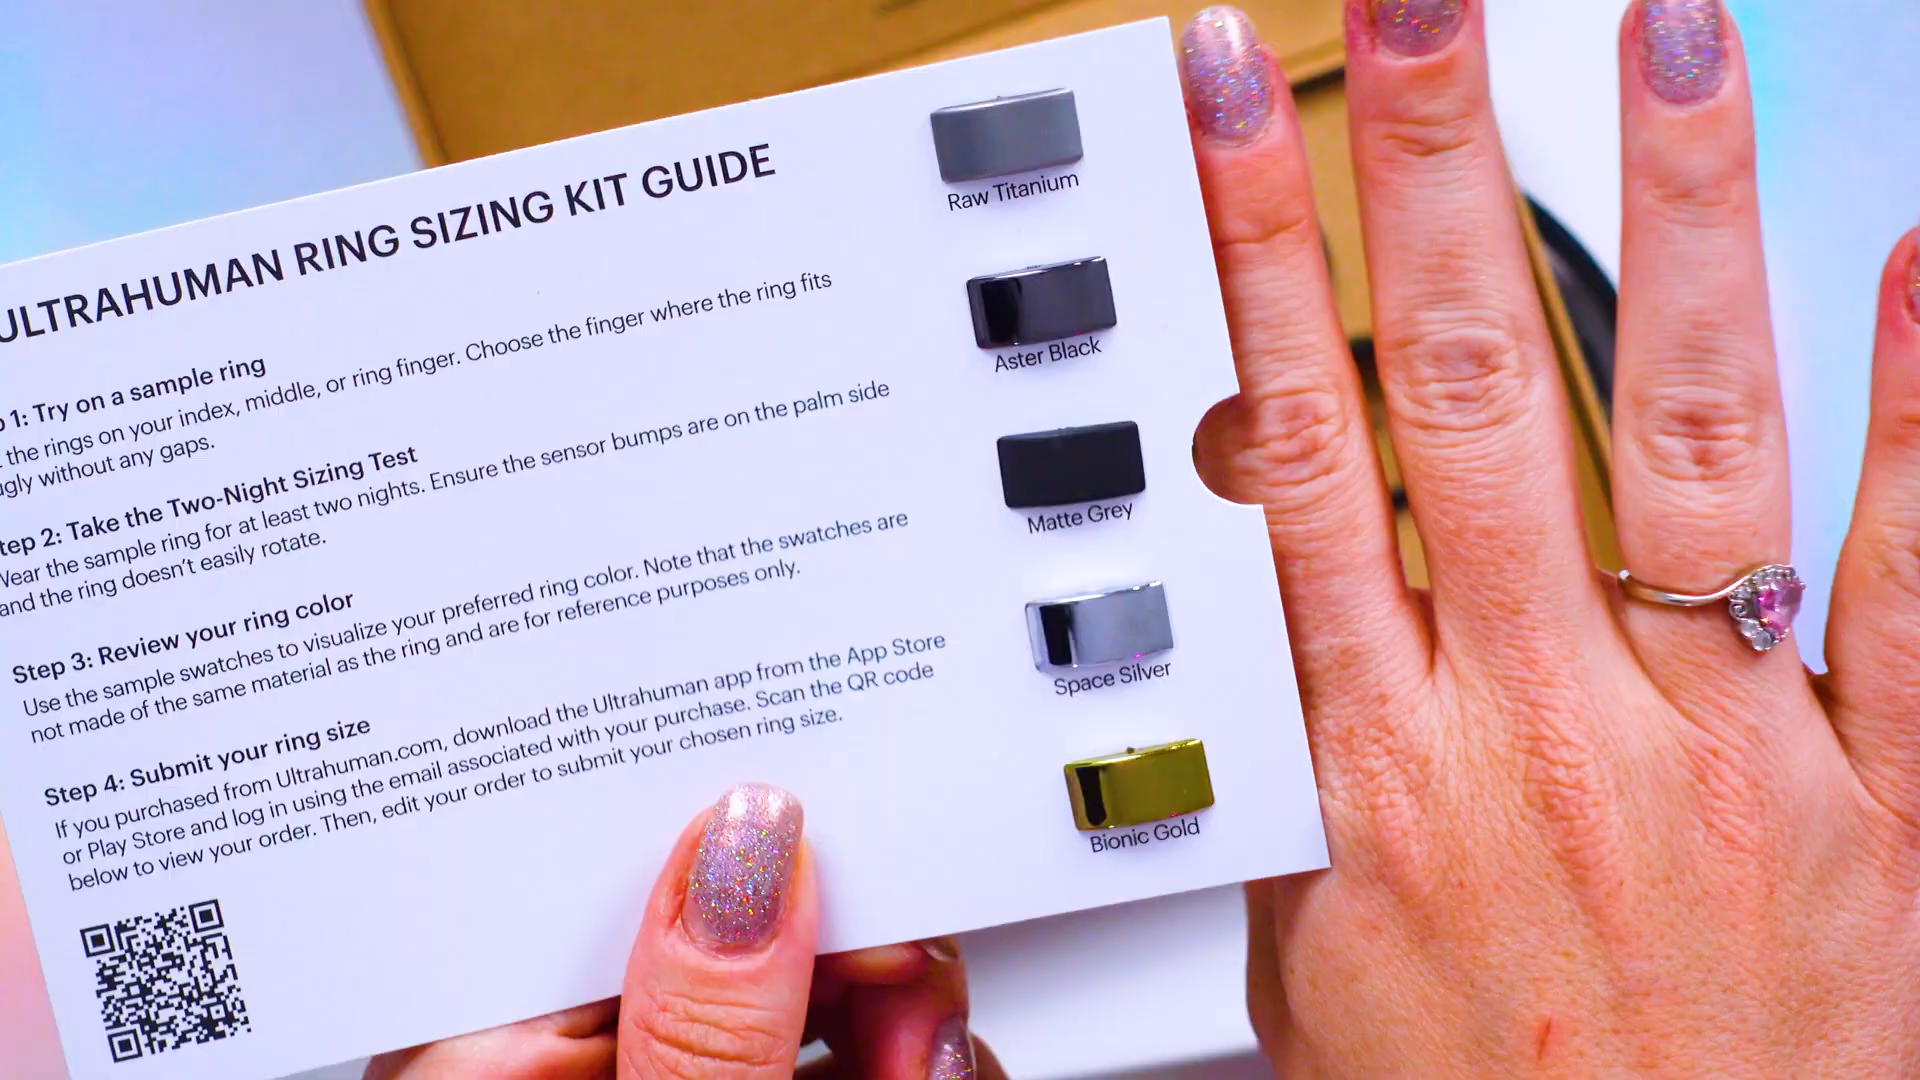 ULTRAHUMAN RING SIZING KIT GUIDE
1: Try on a sample ring
the rings on your index, middle, or ring finger. Choose the finger where the ring fits
without any gaps.
2: Take the Two-Night Sizing Test
Wear the sample ring for at least two nights. Ensure the sensor bumps are on the palm side
and the ring doesn't easily rotate.
Step 3: Review your ring color
Use the sample swatches to visualize your preferred ring color. Note that the swatches are
not made of the same material as the ring and are for reference purposes only.
Step 4: Submit your ring size
If you purchased from Ultrahuman.com, download the Ultrahuman app from the App Store
or Play Store and log in using the email associated with your purchase. Scan the QR code
below to view your order. Then, edit your order to submit your chosen ring size.
Raw Titanium
Aster Black
Matte Grey
Space Silver
Bionic Gold